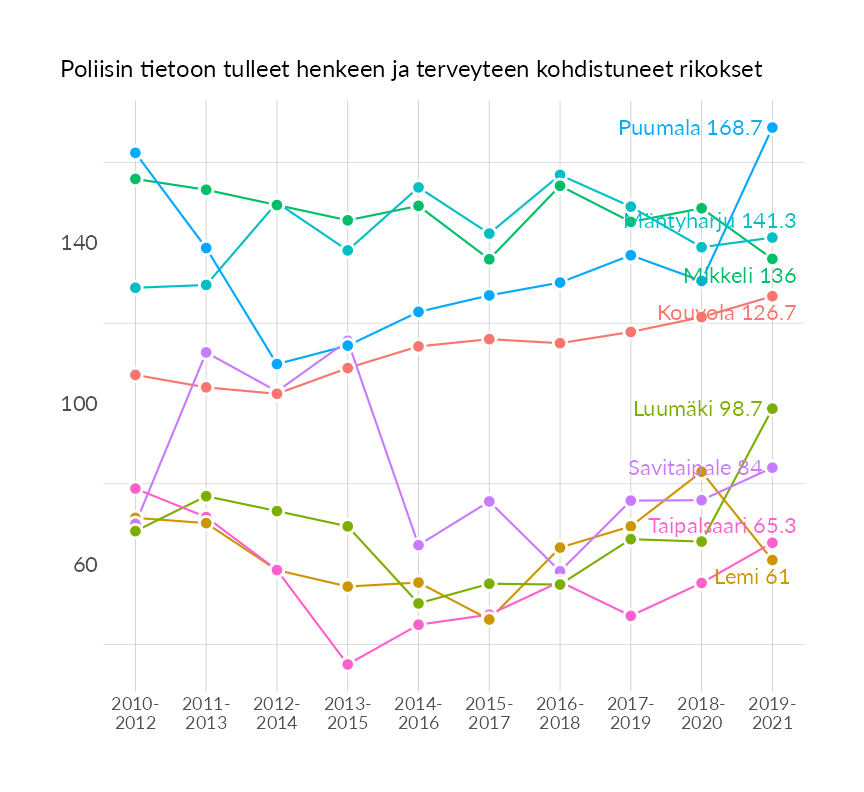 Poliisin tietoon tulleet henkeen ja terveyteen kohdistuneet rikokset
Puumala 168.7
Mäntyharju 141.3
140
Mikkeli 136
Kouvola 126.7
100
Luumäki 98.7
Savitaipale 84
Taipalsaari 65.3
60
Lemi 61
2010- 2011- 2012- 2013- 2014- 2015- 2016- 2017- 2018- 2019-
2012 2013 2014 2015 2016 2017 2018 2019 2020 2021